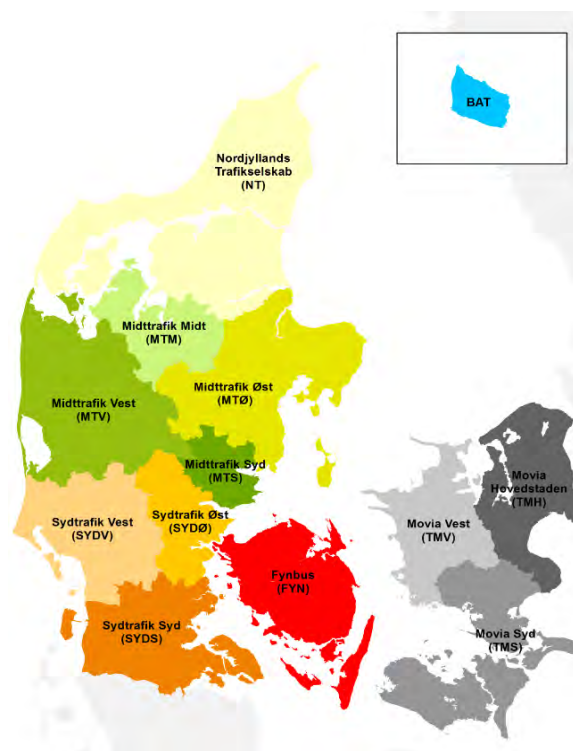 BAT
Nordjyllands
Trafikselskab
(NT)
Midttrafik Midt
(MTM)
Midttrafik Øst
(MTØ)
Midttrafik Vest
(MTV)
Midttrafik Syd
(MTS)
Movia
Hovedstaden
(TMH)
Sydtrafik Øst
(SYDØ)
Sydtrafik Vest
(SYDV)
Movia Vest
(TMV)
Fynbus
(FYN)
Sydtrafik Syd
(SYDS)
Movia Syd
(TMS)